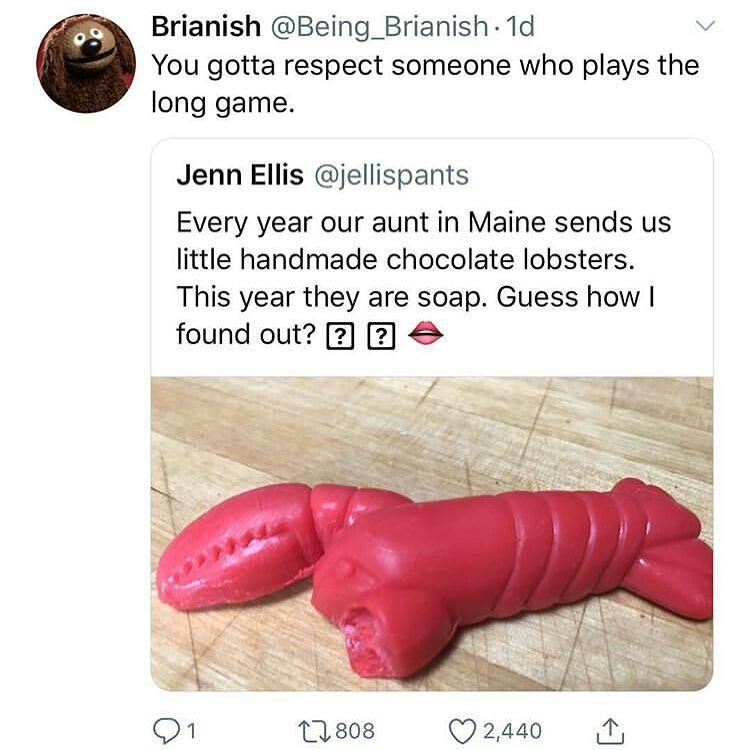 Brianish @Being_Brianish · 1d
You gotta respect someone who plays the
long game.
Jenn Ellis @jellispants
Every year our aunt in Maine sends us
little handmade chocolate lobsters.
This year they are soap. Guess how I
found out? ⍰ ⍰ 👄
1 808 2,440